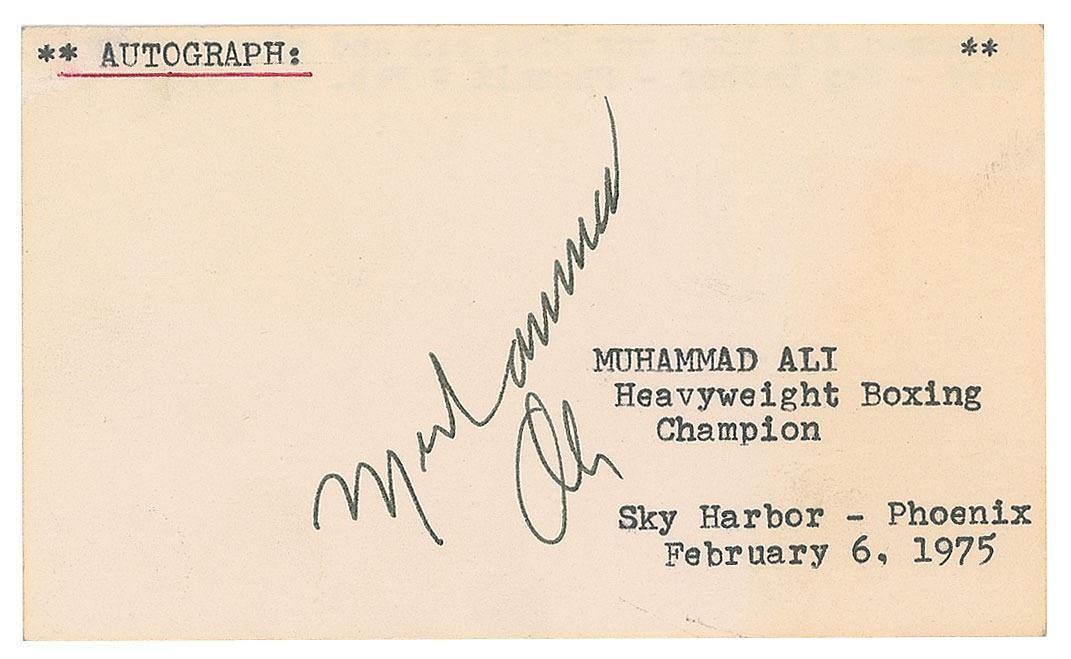 ** AUTOGRAPH: **
Muhammad
Ali
MUHAMMAD ALI
Heavyweight Boxing
Champion
Sky Harbor - Phoenix
February 6, 1975